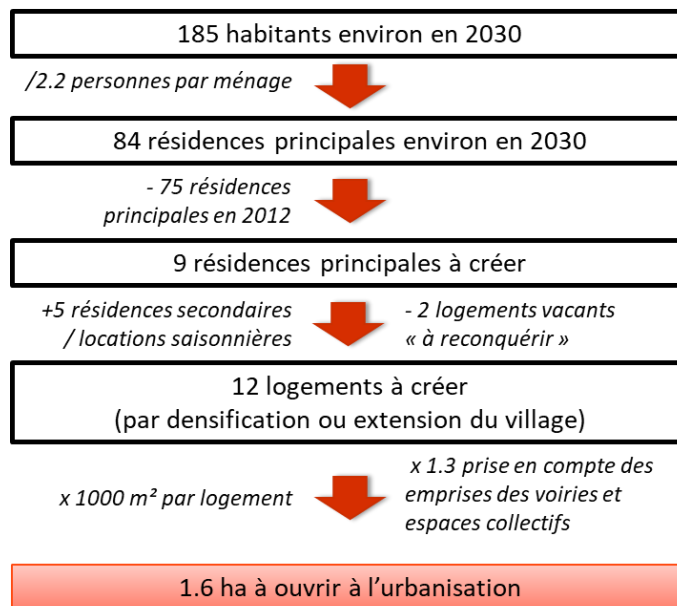 185 habitants environ en 2030
/2.2 personnes par ménage
84 résidences principales environ en 2030
- 75 résidences
principales en 2012
9 résidences principales à créer
+5 résidences secondaires
/ locations saisonnières
- 2 logements vacants
« à reconquérir »
12 logements à créer
(par densification ou extension du village)
x 1000 m² par logement
x 1.3 prise en compte des
emprises des voiries et
espaces collectifs
1.6 ha à ouvrir à l’urbanisation